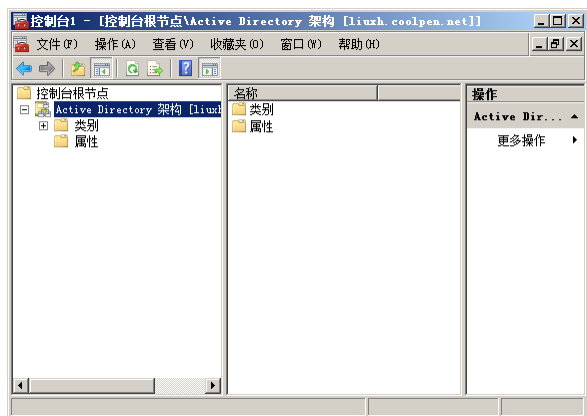 控制台1 - [控制台根节点\Active Directory 架构 [liuxh.coolpen.net]]
文件(F) 操作(A) 查看(V) 收藏夹(O) 窗口(W) 帮助(H)
控制台根节点
Active Directory 架构 [liuxh
类别
属性
名称
类别
属性
操作
Active Dir...
更多操作